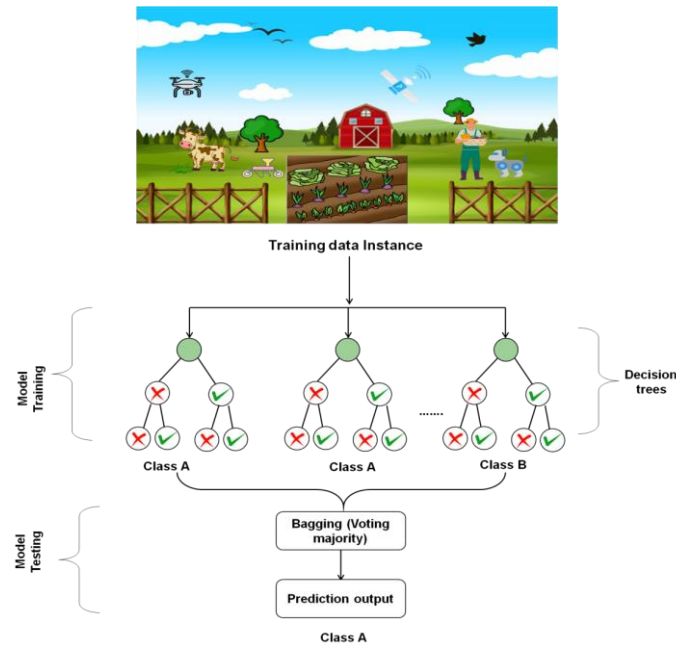 Training data Instance
Model
Training
Decision
trees
.......
Class A
Class A
Class B
Model
Testing
Bagging (Voting
majority)
Prediction output
Class A